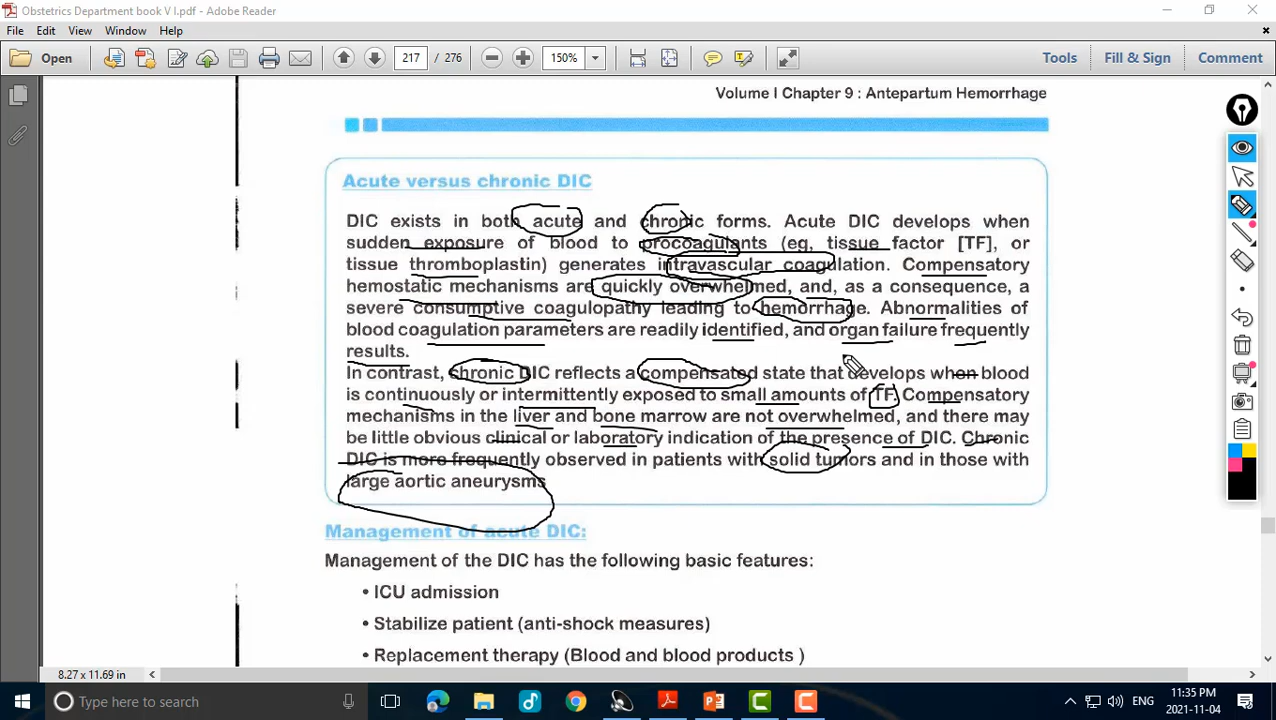 Obstetrics Department book V I.pdf - Adobe Reader
File Edit View Window Help
Open 217 / 276 150% Tools Fill & Sign Comment
Volume I Chapter 9 : Antepartum Hemorrhage
Acute versus chronic DIC
DIC exists in both acute and chronic forms. Acute DIC develops when
sudden exposure of blood to procoagulants (eg, tissue factor [TF], or
tissue thromboplastin) generates intravascular coagulation. Compensatory
hemostatic mechanisms are quickly overwhelmed, and, as a consequence, a
severe consumptive coagulopathy leading to hemorrhage. Abnormalities of
blood coagulation parameters are readily identified, and organ failure frequently
results.
In contrast, chronic DIC reflects a compensated state that develops when blood
is continuously or intermittently exposed to small amounts of TF. Compensatory
mechanisms in the liver and bone marrow are not overwhelmed, and there may
be little obvious clinical or laboratory indication of the presence of DIC. Chronic
DIC is more frequently observed in patients with solid tumors and in those with
large aortic aneurysms
Management of acute DIC:
Management of the DIC has the following basic features:
• ICU admission
• Stabilize patient (anti-shock measures)
• Replacement therapy (Blood and blood products )
8.27 x 11.69 in
Type here to search
ENG
11:35 PM
2021-11-04